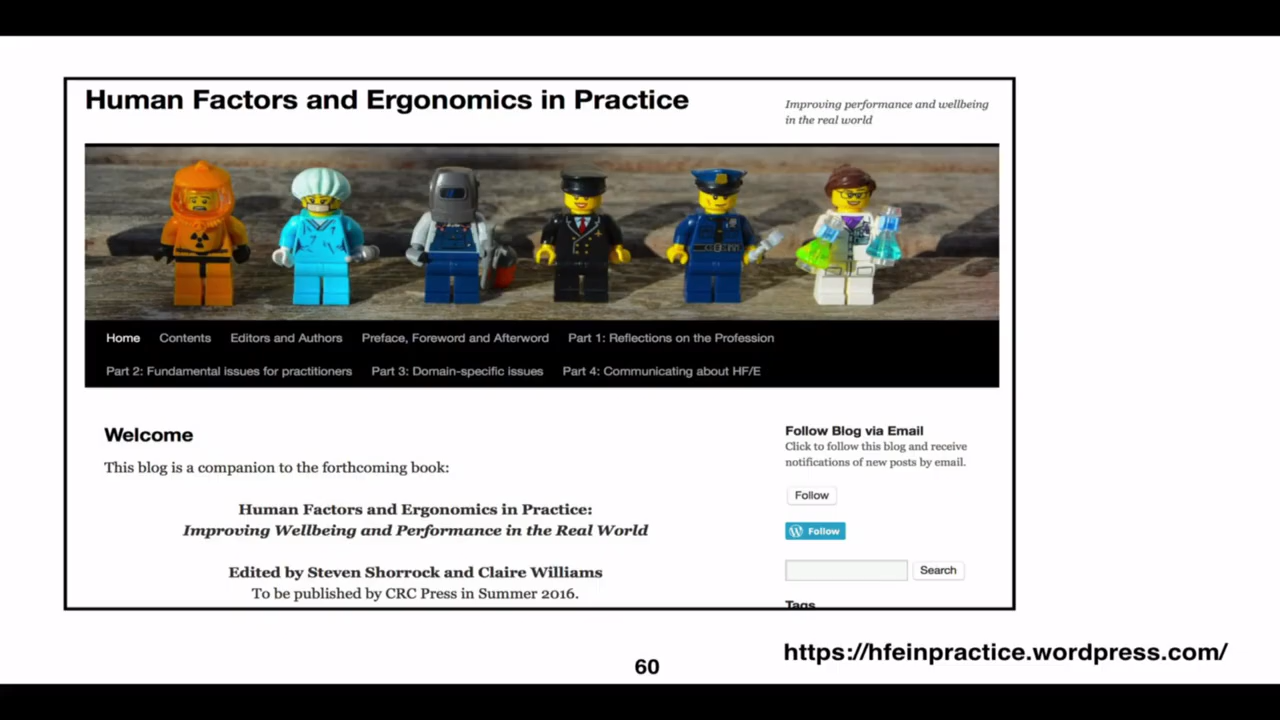 Human Factors and Ergonomics in Practice
Improving performance and wellbeing
in the real world
Home Contents Editors and Authors Preface, Foreword and Afterword Part 1: Reflections on the Profession
Part 2: Fundamental issues for practitioners Part 3: Domain-specific issues Part 4: Communicating about HF/E
Welcome
This blog is a companion to the forthcoming book:
Human Factors and Ergonomics in Practice:
Improving Wellbeing and Performance in the Real World
Edited by Steven Shorrock and Claire Williams
To be published by CRC Press in Summer 2016.
Follow Blog via Email
Click to follow this blog and receive
notifications of new posts by email.
Follow
Follow
Search
Tags
https://hfeinpractice.wordpress.com/
60